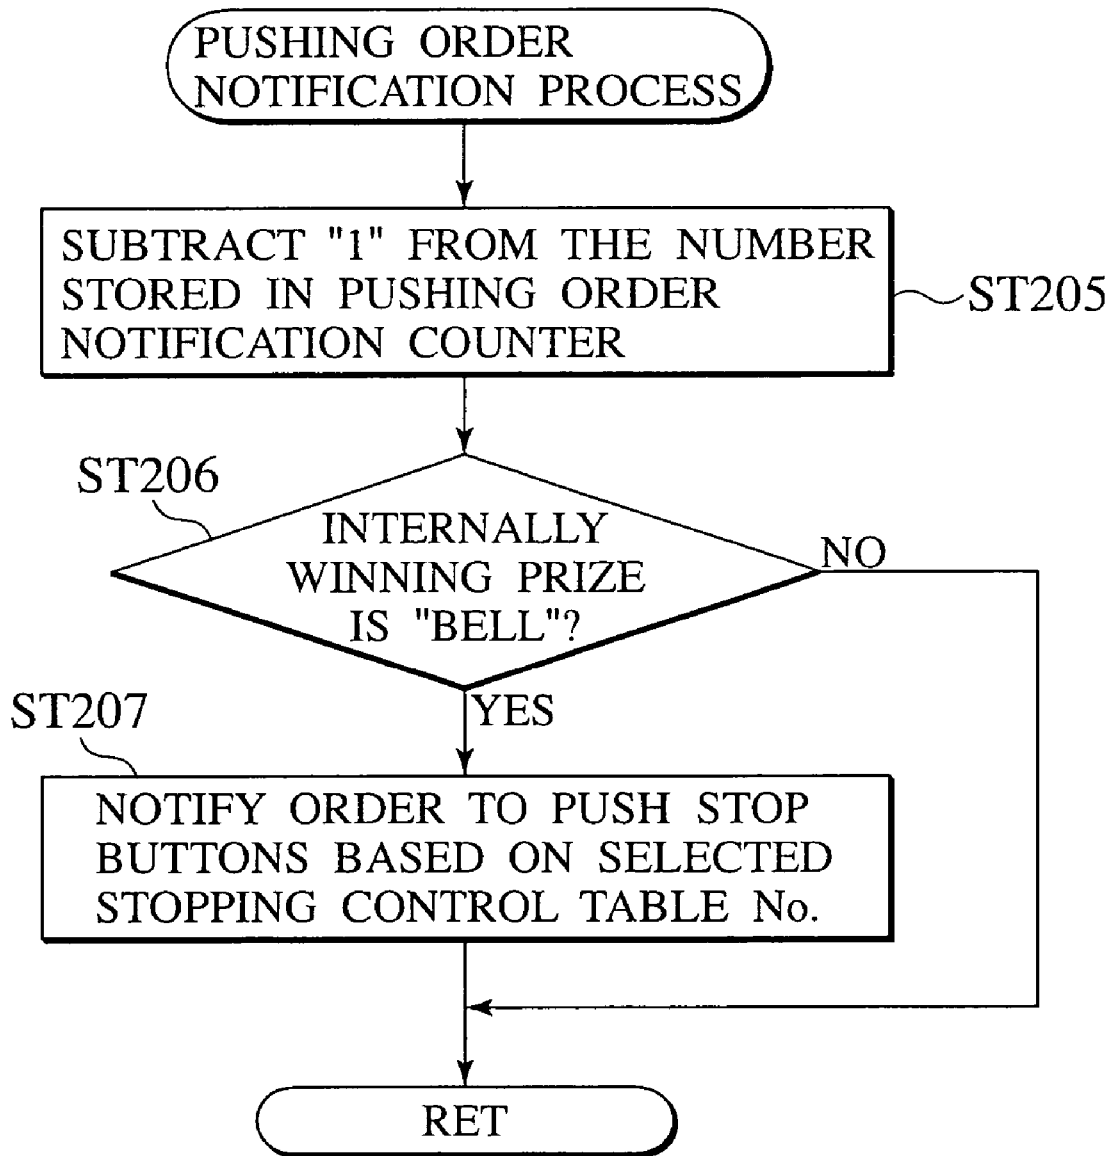 PUSHING ORDER
NOTIFICATION PROCESS
SUBTRACT "1" FROM THE NUMBER
STORED IN PUSHING ORDER
NOTIFICATION COUNTER
ST205
ST206
INTERNALLY
WINNING PRIZE
IS "BELL"?
NO
YES
ST207
NOTIFY ORDER TO PUSH STOP
BUTTONS BASED ON SELECTED
STOPPING CONTROL TABLE No.
RET